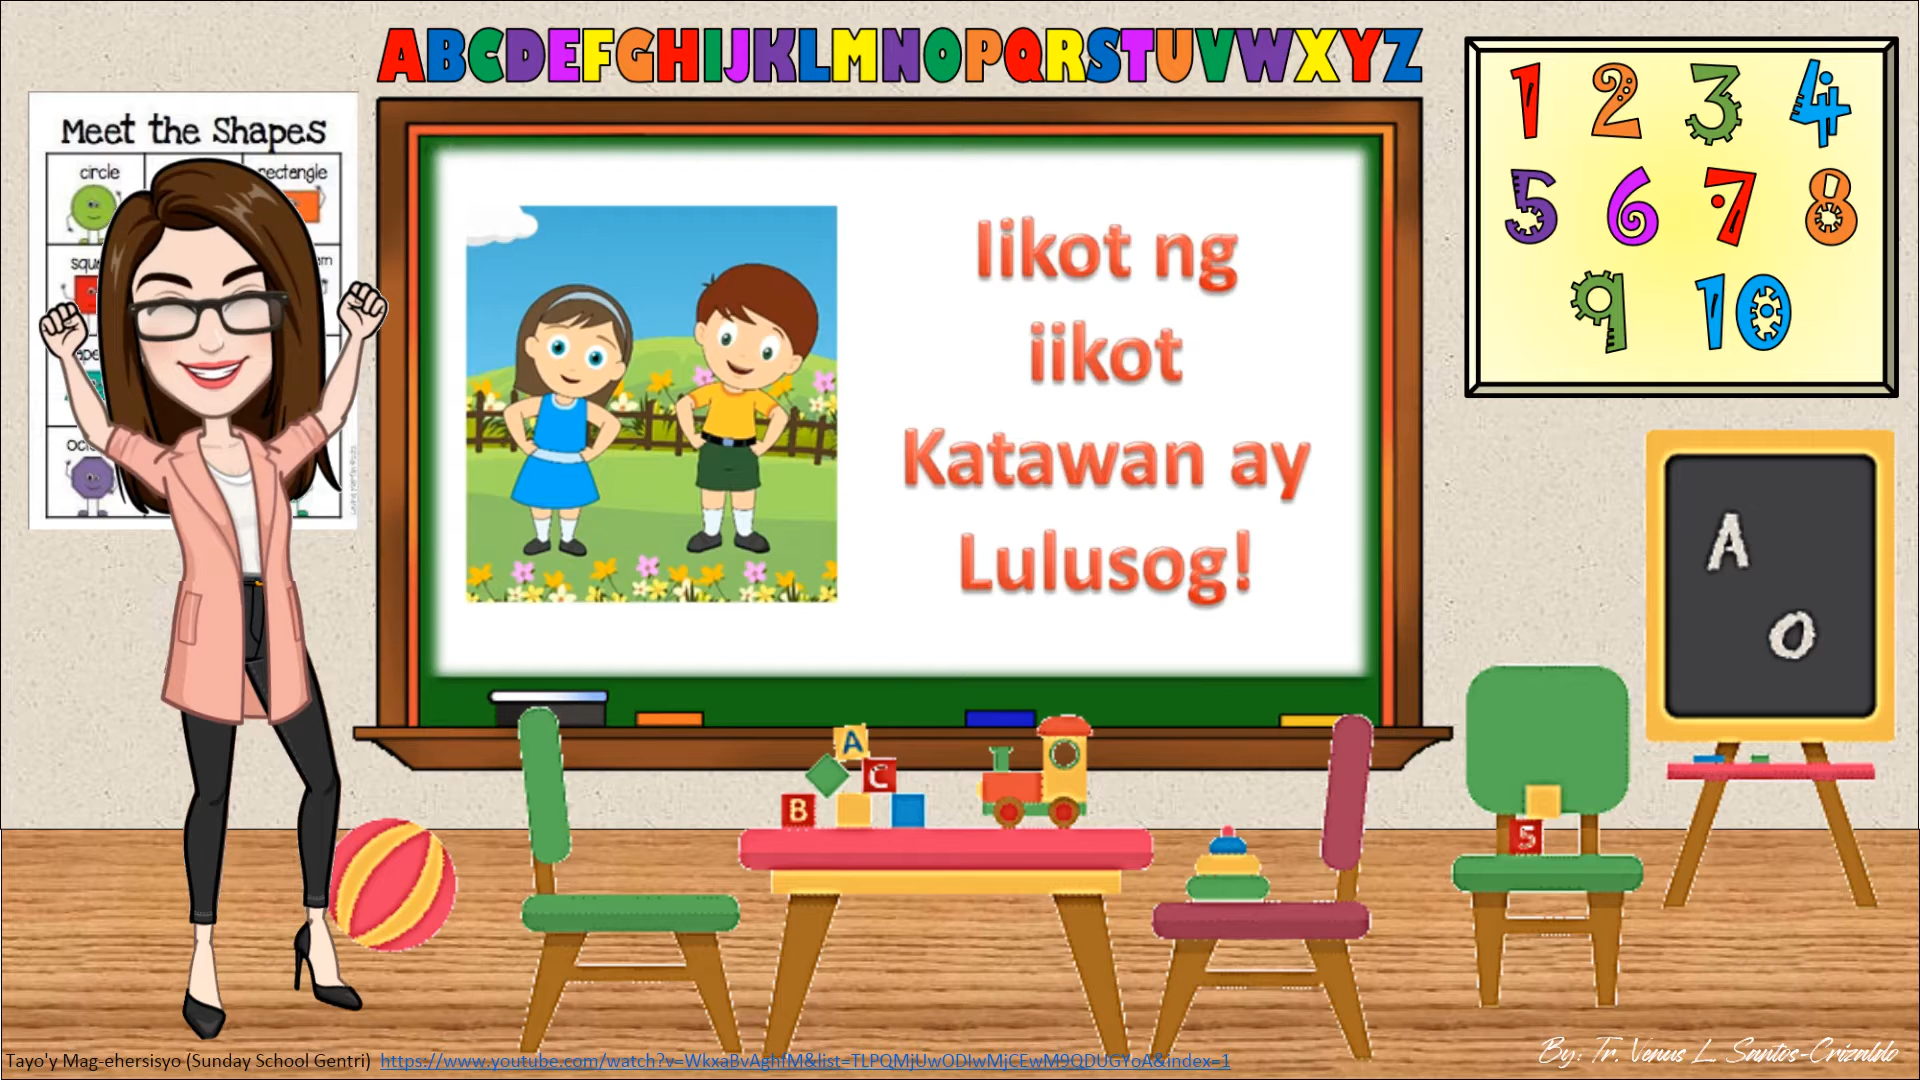 ABCDEFGHIJKLMNOPQRSTUVWXYZ
Meet the Shapes
circle
rectangle
Iikot ng
iikot
Katawan ay
Lulusog!
1 2 3 4
5 6 7 8
9 10
A
O
A
C
B
5
Tayo'y Mag-ehersisyo (Sunday School Gentri) https://www.youtube.com/watch?v=WkxaBvAghfM&list=TLPQMjUwODIwMjCEwM9QDUGYoA&index=1
By: Tr. Venus L. Santos-Crizaldo